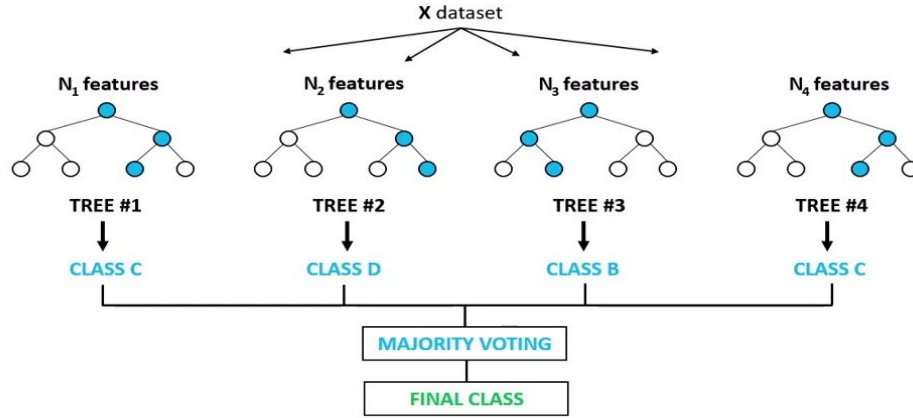 X dataset
N₁ features N₂ features N₃ features N₄ features
TREE #1 TREE #2 TREE #3 TREE #4
CLASS C CLASS D CLASS B CLASS C
MAJORITY VOTING
FINAL CLASS